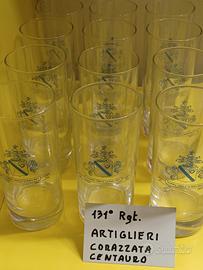 131° Rgt.
ARTIGLIERI
CORAZZATA
CENTAURO